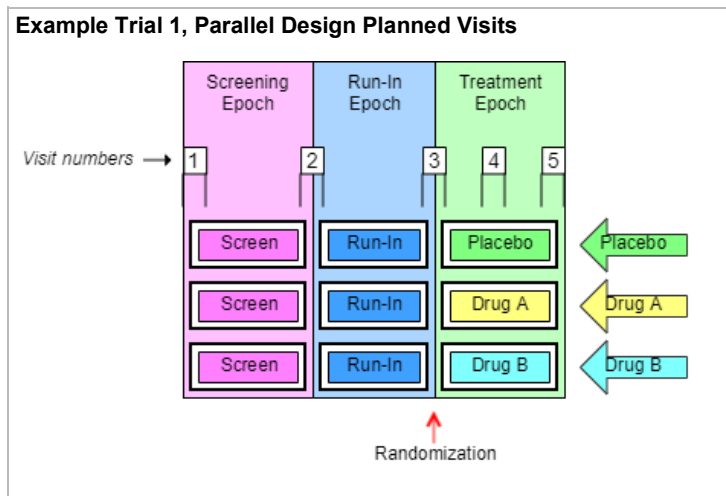 Example Trial 1, Parallel Design Planned Visits
Screening Epoch
Run-In Epoch
Treatment Epoch
Visit numbers
1 2 3 4 5
Screen Run-In Placebo Placebo
Screen Run-In Drug A Drug A
Screen Run-In Drug B Drug B
Randomization